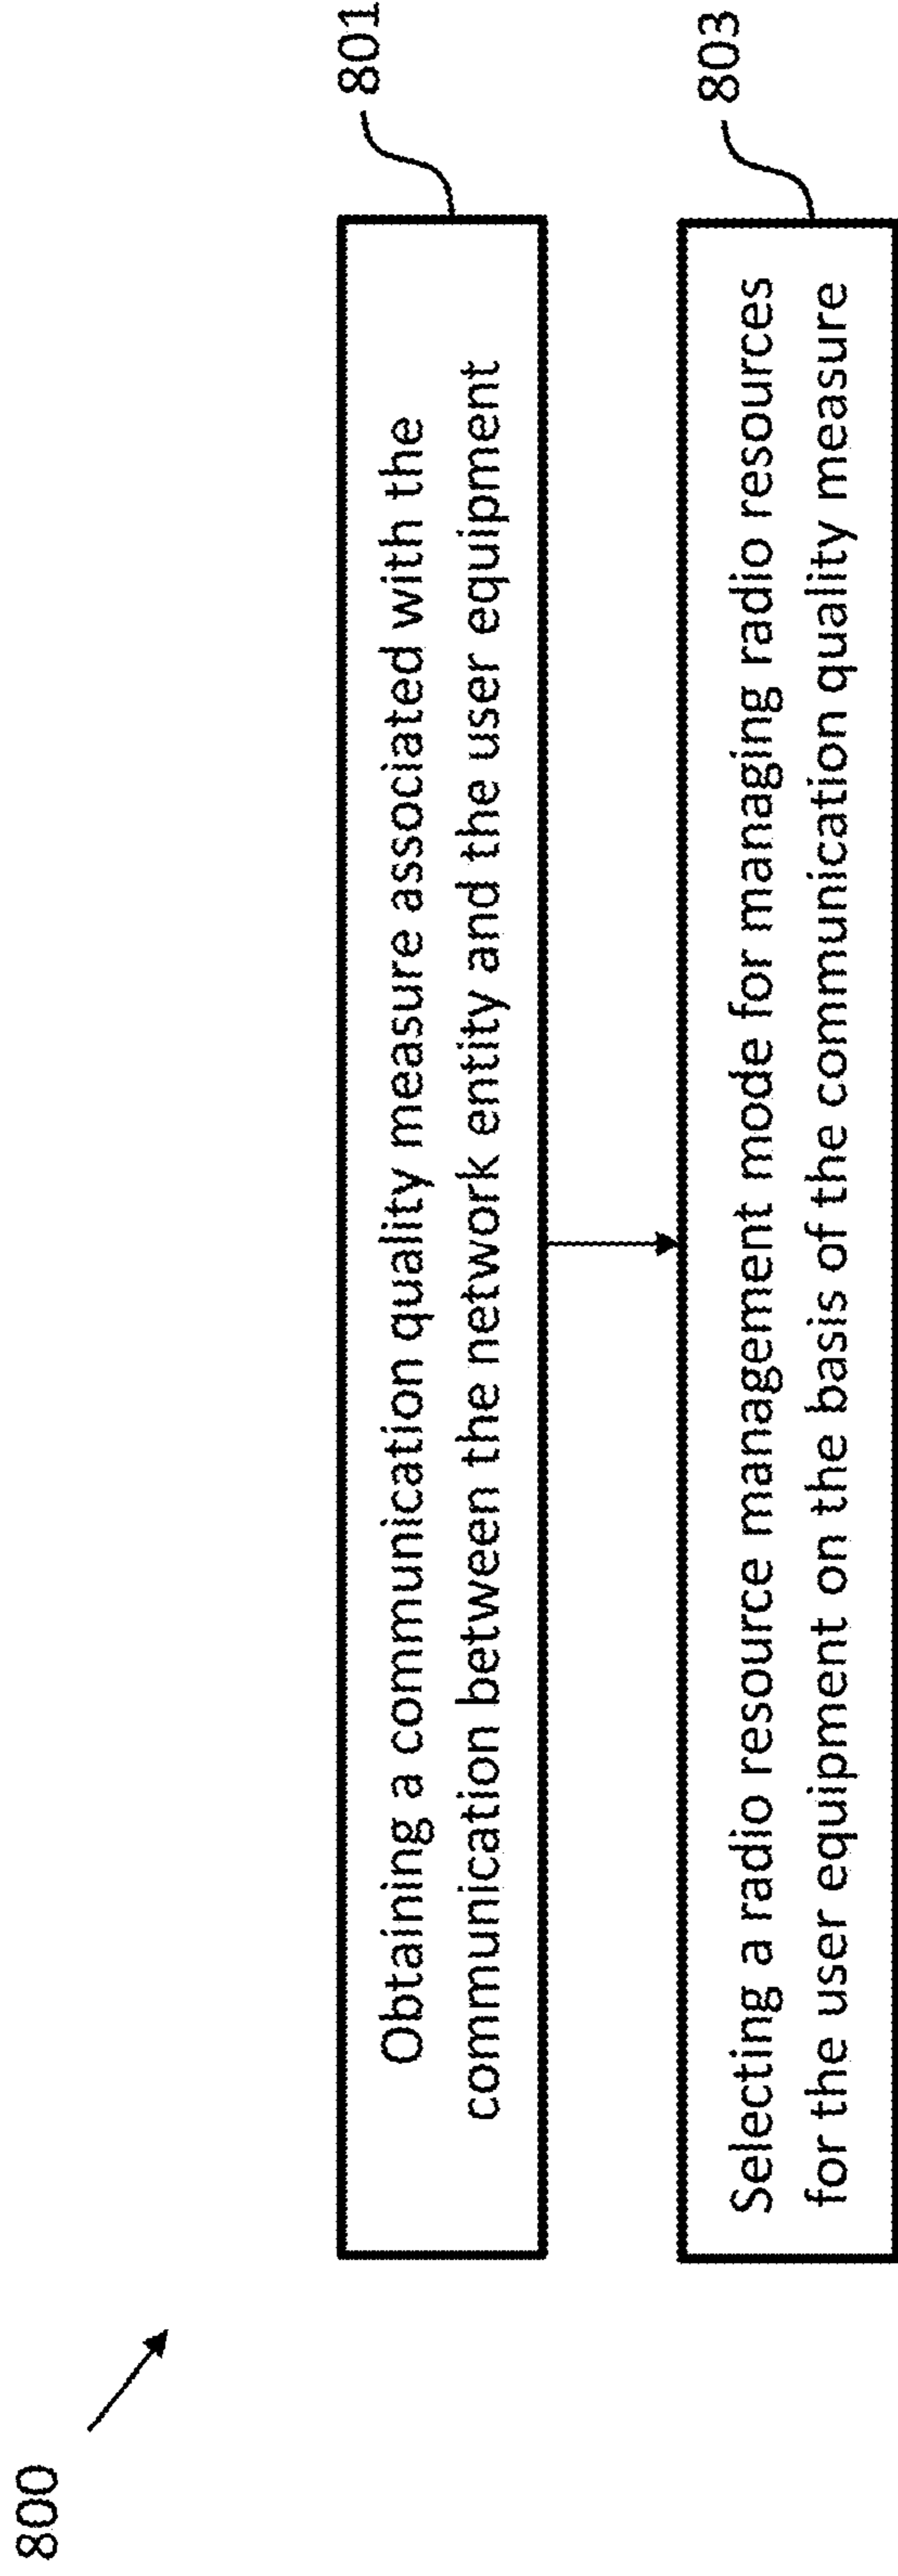 800
801
Obtaining a communication quality measure associated with the
communication between the network entity and the user equipment
803
Selecting a radio resource management mode for managing radio resources
for the user equipment on the basis of the communication quality measure